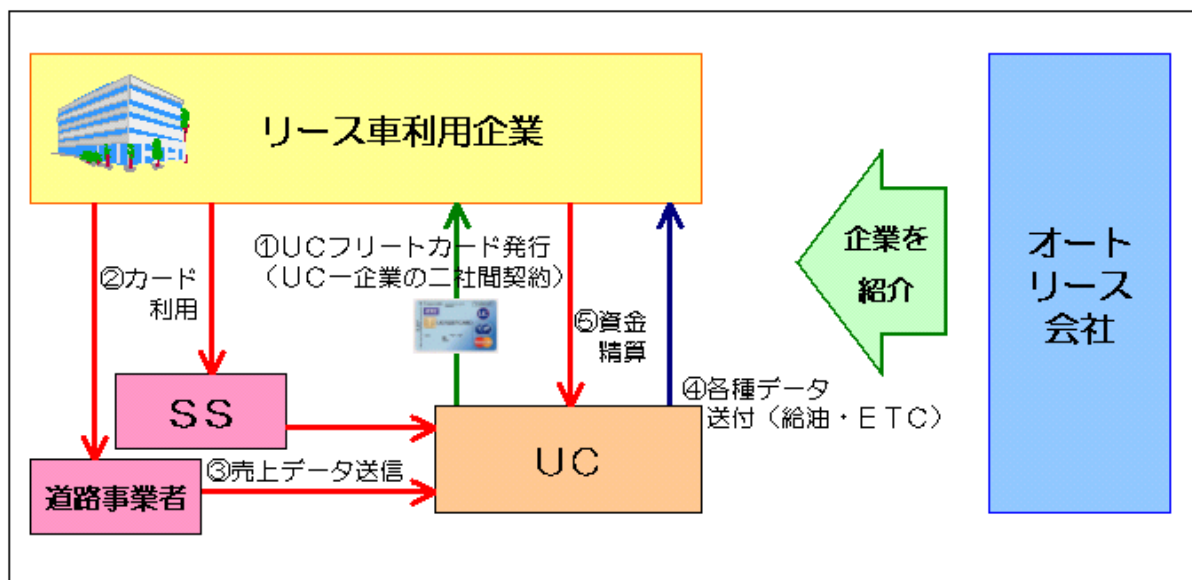 リース車利用企業
①ＵＣフリートカード発行
（ＵＣー企業の二社間契約）
②カード
利用
企業を
紹介
オート
リース
会社
⑤資金
精算
ＳＳ
④各種データ
送付（給油・ＥＴＣ）
ＵＣ
③売上データ送信
道路事業者